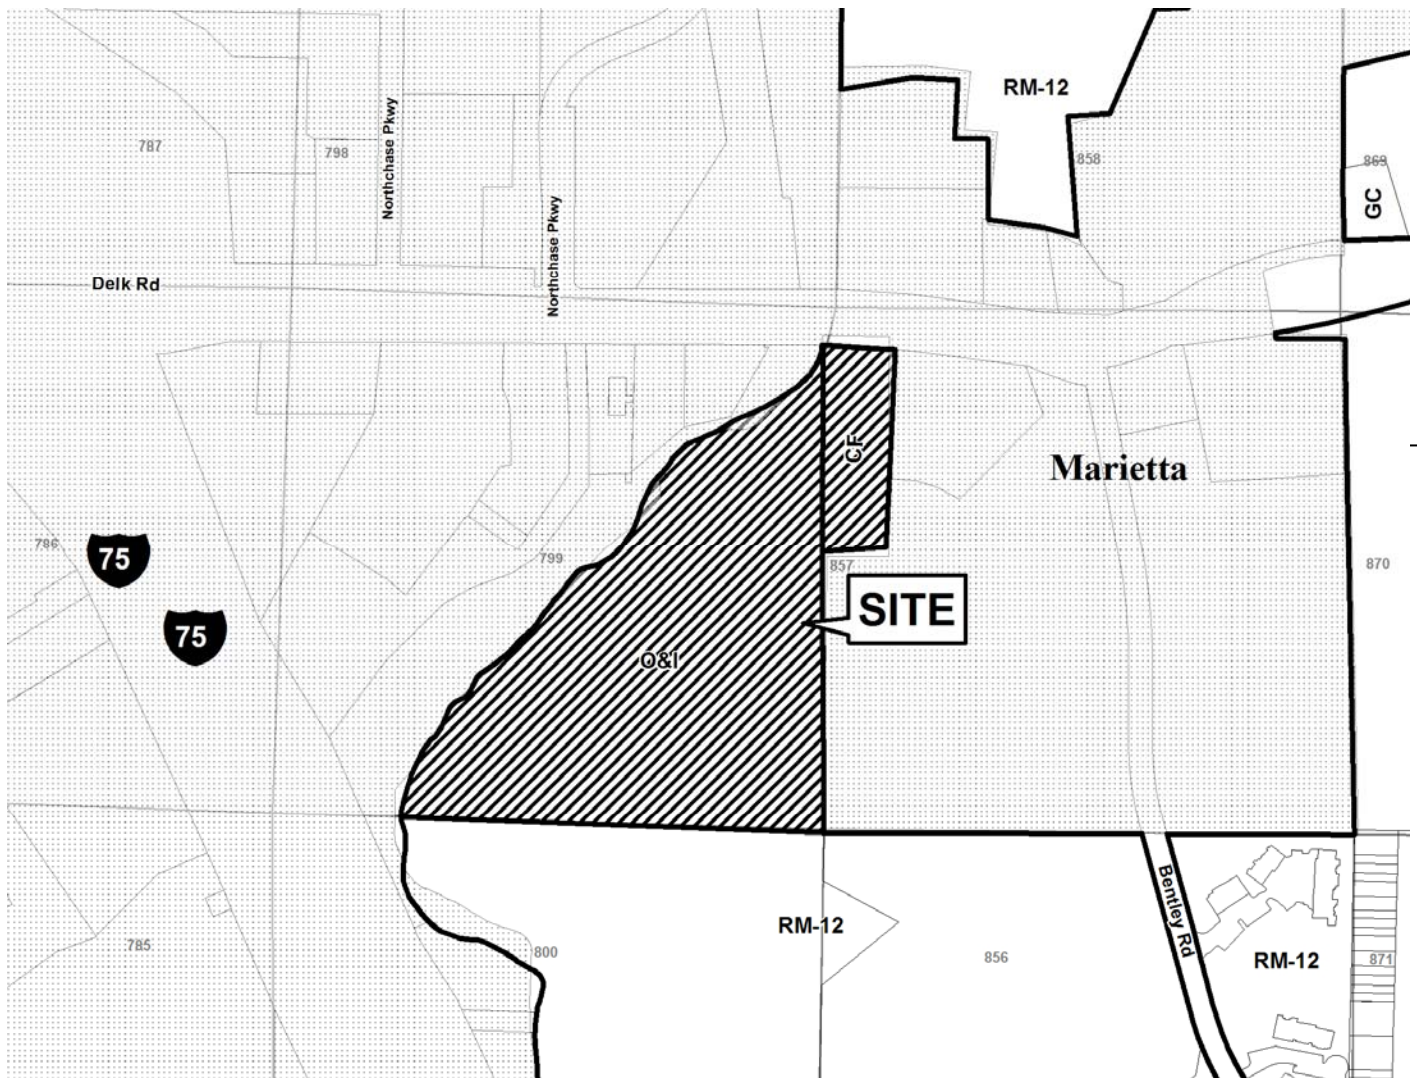 RM-12
787
798
Northchase Pkwy
858
869
GC
Northchase Pkwy
Delk Rd
CF
Marietta
786
75
799
857
870
SITE
75
O&I
RM-12
Bentley Rd
785
800
856
RM-12
871